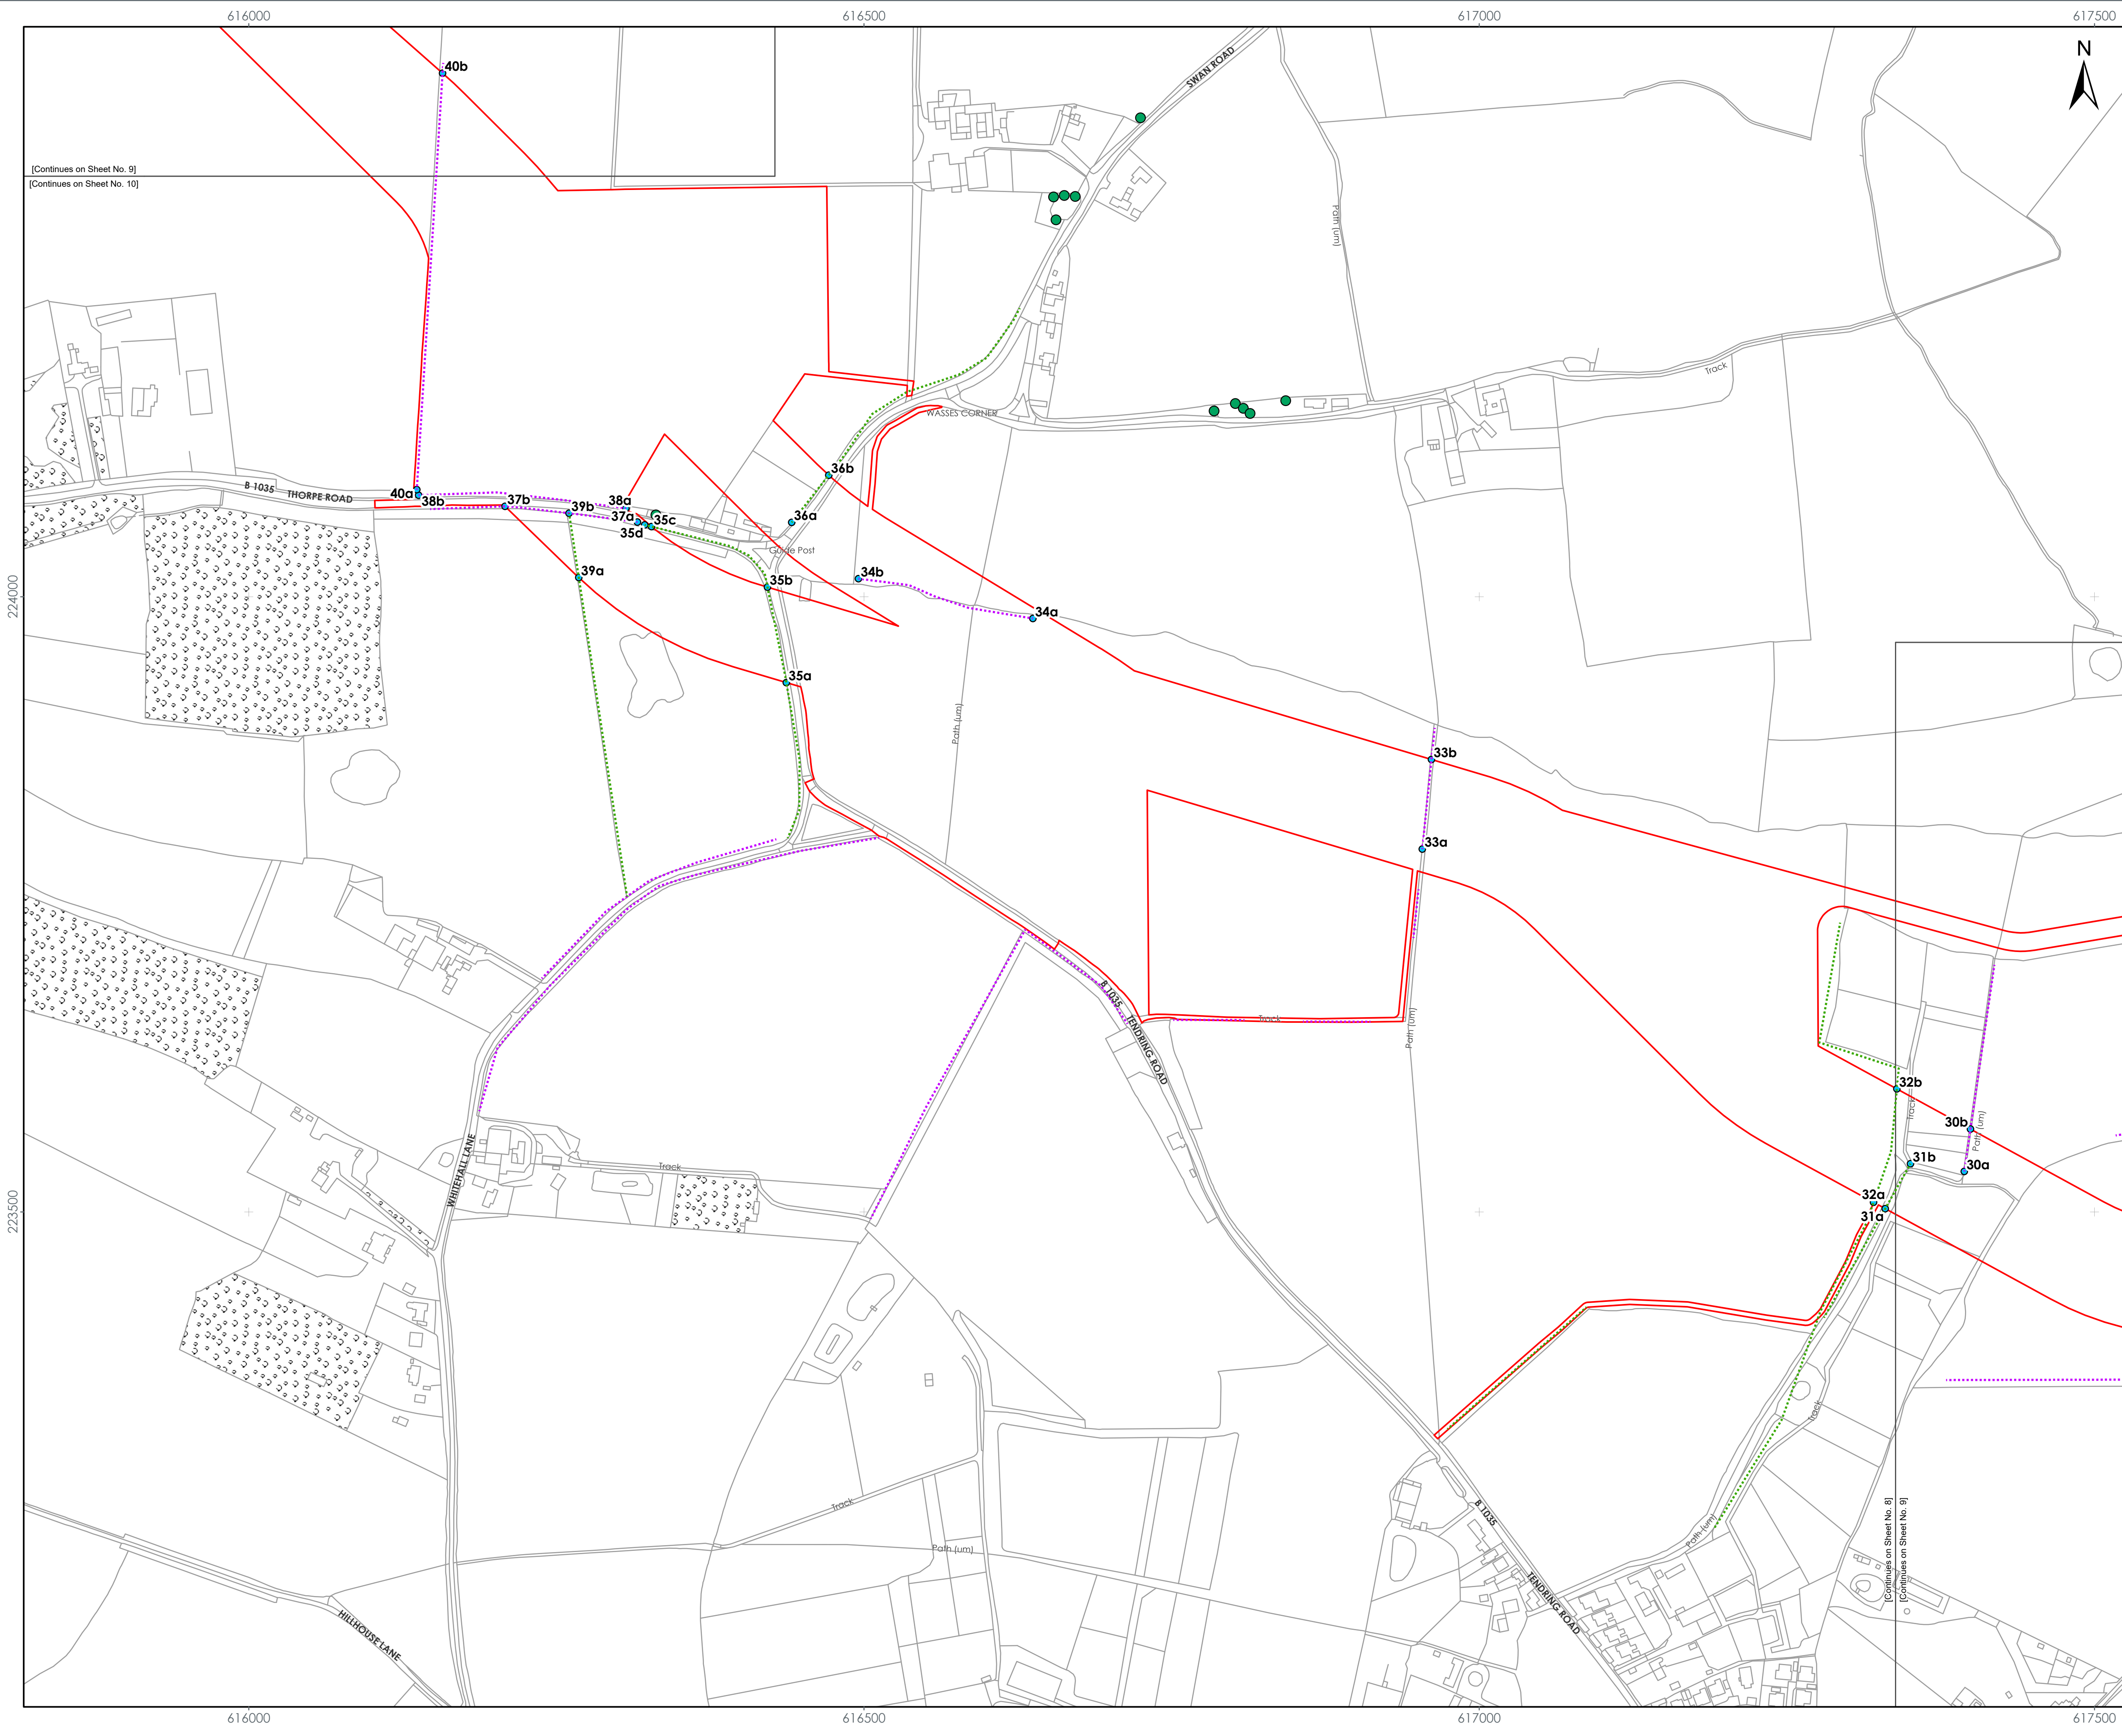 616000
616500
617000
617500
N
SWAN ROAD
40b
[Continues on Sheet No. 9]
[Continues on Sheet No. 10]
Path (um)
Track
WASSES CORNER
36b
B 1035
THORPE ROAD
40a
38b
37b
39b
38a
37a
35c
35d
36a
Guide Post
39a
35b
34b
34a
224000
35a
Path (um)
33b
33a
B 1035
TENDRING ROAD
Track
Path (um)
32b
Track
30b
Path (um)
31b
30a
WHITEHALL LANE
Track
32a
31a
223500
Track
Track
B 1035
Path (um)
Path (um)
[Continues on Sheet No. 8]
[Continues on Sheet No. 9]
TENDRING ROAD
HILLHOUSE LANE
616000
616500
617000
617500